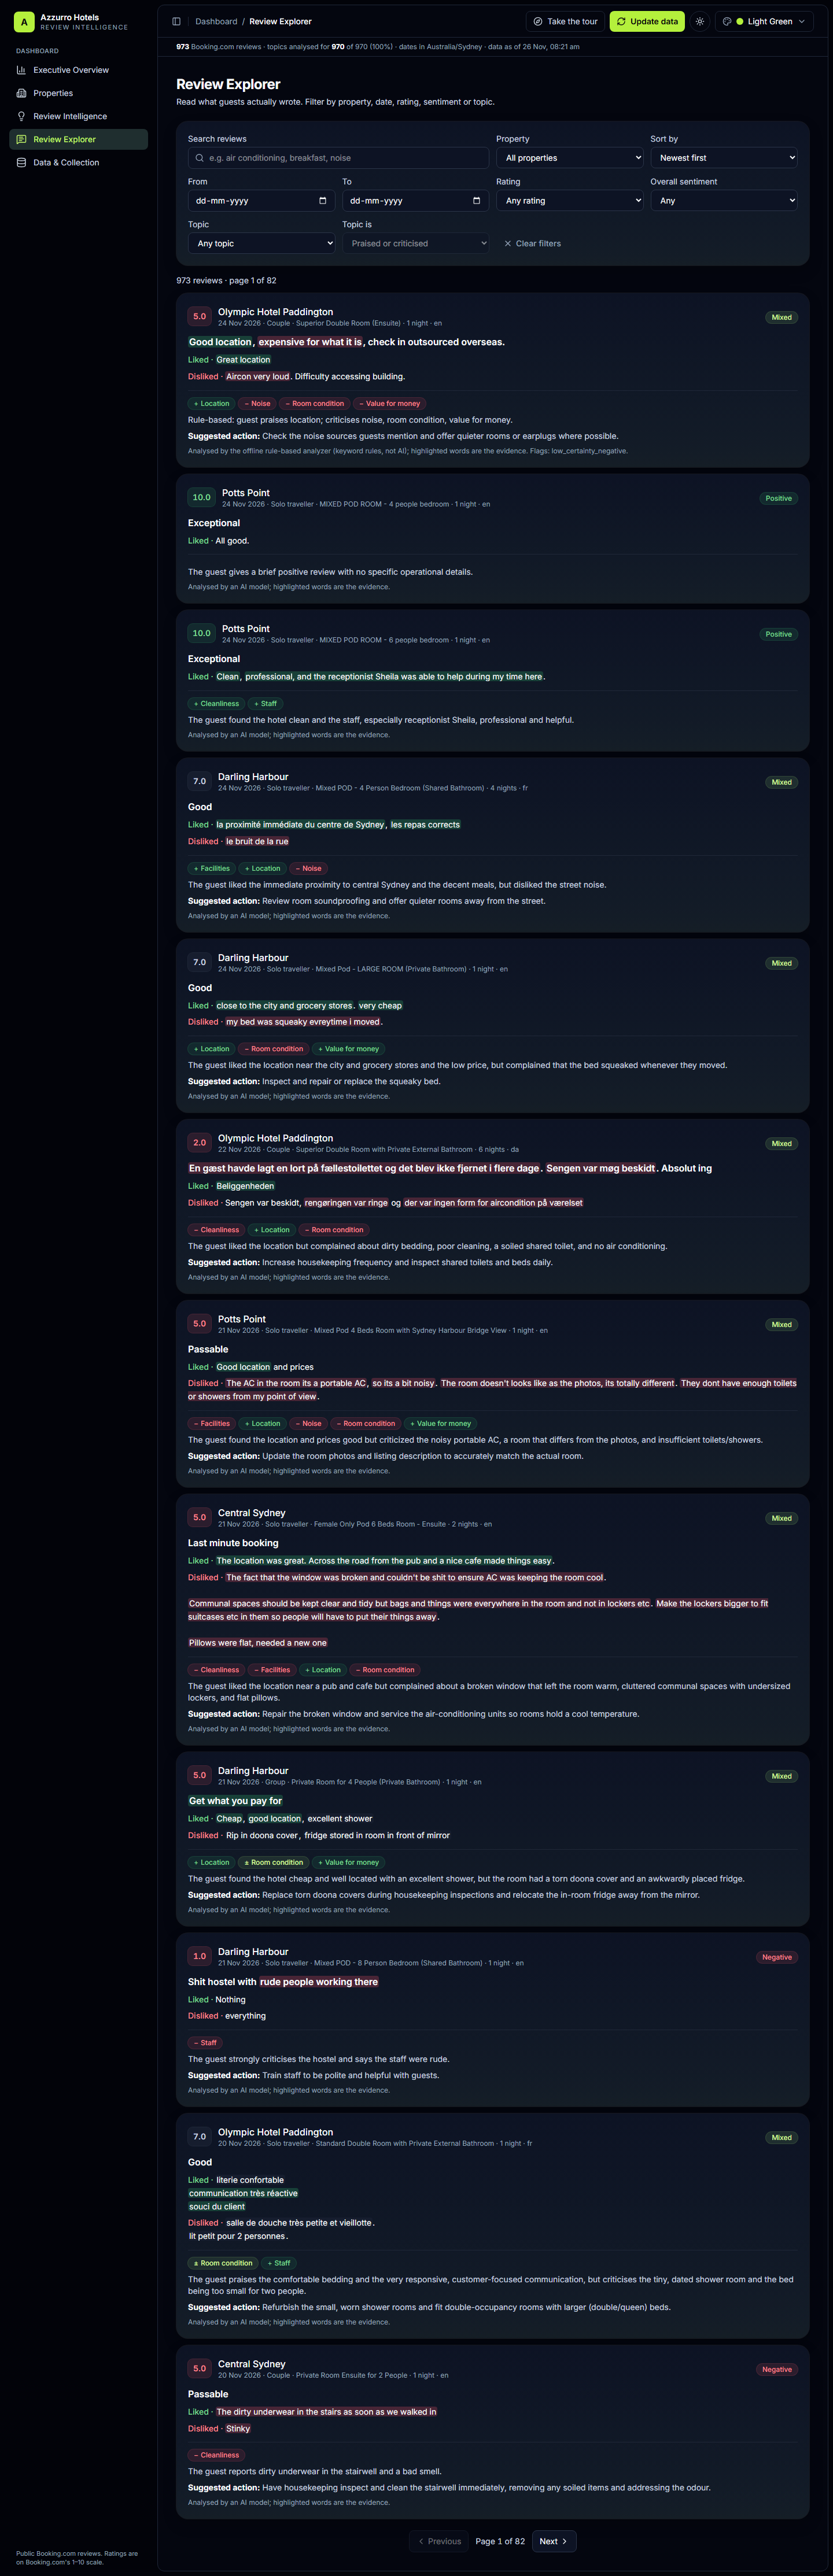 A
Azzurro Hotels
REVIEW INTELLIGENCE
DASHBOARD
Executive Overview
Properties
Review Intelligence
Review Explorer
Data & Collection
Dashboard / Review Explorer
Take the tour
Update data
Light Green
973 Booking.com reviews · topics analysed for 970 of 970 (100%) · dates in Australia/Sydney · data as of 26 Nov, 08:21 am
Review Explorer
Read what guests actually wrote. Filter by property, date, rating, sentiment or topic.
Search reviews
Property
Sort by
e.g. air conditioning, breakfast, noise
All properties
Newest first
From
To
Rating
Overall sentiment
dd-mm-yyyy
dd-mm-yyyy
Any rating
Any
Topic
Topic is
Any topic
Praised or criticised
Clear filters
973 reviews · page 1 of 82
5.0
Olympic Hotel Paddington
24 Nov 2026 · Couple · Superior Double Room (Ensuite) · 1 night · en
Mixed
Good location, expensive for what it is, check in outsourced overseas.
Liked · Great location
Disliked · Aircon very loud. Difficulty accessing building.
+ Location − Noise − Room condition − Value for money
Rule-based: guest praises location; criticises noise, room condition, value for money.
Suggested action: Check the noise sources guests mention and offer quieter rooms or earplugs where possible.
Analysed by the offline rule-based analyzer (keyword rules, not AI); highlighted words are the evidence. Flags: low_certainty_negative.
10.0
Potts Point
24 Nov 2026 · Solo traveller · MIXED POD ROOM - 4 people bedroom · 1 night · en
Positive
Exceptional
Liked · All good.
The guest gives a brief positive review with no specific operational details.
Analysed by an AI model; highlighted words are the evidence.
10.0
Potts Point
24 Nov 2026 · Solo traveller · MIXED POD ROOM - 6 people bedroom · 1 night · en
Positive
Exceptional
Liked · Clean, professional, and the receptionist Sheila was able to help during my time here.
+ Cleanliness + Staff
The guest found the hotel clean and the staff, especially receptionist Sheila, professional and helpful.
Analysed by an AI model; highlighted words are the evidence.
7.0
Darling Harbour
24 Nov 2026 · Solo traveller · Mixed POD - 4 Person Bedroom (Shared Bathroom) · 4 nights · fr
Mixed
Good
Liked · la proximité immédiate du centre de Sydney, les repas corrects
Disliked · le bruit de la rue
+ Facilities + Location − Noise
The guest liked the immediate proximity to central Sydney and the decent meals, but disliked the street noise.
Suggested action: Review room soundproofing and offer quieter rooms away from the street.
Analysed by an AI model; highlighted words are the evidence.
7.0
Darling Harbour
24 Nov 2026 · Solo traveller · Mixed Pod - LARGE ROOM (Private Bathroom) · 1 night · en
Mixed
Good
Liked · close to the city and grocery stores. very cheap
Disliked · my bed was squeaky evreytime i moved.
+ Location − Room condition + Value for money
The guest liked the location near the city and grocery stores and the low price, but complained that the bed squeaked whenever they moved.
Suggested action: Inspect and repair or replace the squeaky bed.
Analysed by an AI model; highlighted words are the evidence.
2.0
Olympic Hotel Paddington
22 Nov 2026 · Couple · Superior Double Room with Private External Bathroom · 6 nights · da
Mixed
En gæst havde lagt en lort på fællestoilettet og det blev ikke fjernet i flere dage. Sengen var møg beskidt. Absolut ing
Liked · Beliggenheden
Disliked · Sengen var beskidt, rengøringen var ringe og der var ingen form for aircondition på værelset
− Cleanliness + Location − Room condition
The guest liked the location but complained about dirty bedding, poor cleaning, a soiled shared toilet, and no air conditioning.
Suggested action: Increase housekeeping frequency and inspect shared toilets and beds daily.
Analysed by an AI model; highlighted words are the evidence.
5.0
Potts Point
21 Nov 2026 · Solo traveller · Mixed Pod 4 Beds Room with Sydney Harbour Bridge View · 1 night · en
Mixed
Passable
Liked · Good location and prices
Disliked · The AC in the room its a portable AC, so its a bit noisy. The room doesn't looks like as the photos, its totally different. They dont have enough toilets
or showers from my point of view.
− Facilities + Location − Noise − Room condition + Value for money
The guest found the location and prices good but criticized the noisy portable AC, a room that differs from the photos, and insufficient toilets/showers.
Suggested action: Update the room photos and listing description to accurately match the actual room.
Analysed by an AI model; highlighted words are the evidence.
5.0
Central Sydney
21 Nov 2026 · Solo traveller · Female Only Pod 6 Beds Room - Ensuite · 2 nights · en
Mixed
Last minute booking
Liked · The location was great. Across the road from the pub and a nice cafe made things easy.
Disliked · The fact that the window was broken and couldn't be shit to ensure AC was keeping the room cool.
Communal spaces should be kept clear and tidy but bags and things were everywhere in the room and not in lockers etc. Make the lockers bigger to fit
suitcases etc in them so people will have to put their things away.
Pillows were flat, needed a new one
− Cleanliness − Facilities + Location − Room condition
The guest liked the location near a pub and cafe but complained about a broken window that left the room warm, cluttered communal spaces with undersized
lockers, and flat pillows.
Suggested action: Repair the broken window and service the air-conditioning units so rooms hold a cool temperature.
Analysed by an AI model; highlighted words are the evidence.
5.0
Darling Harbour
21 Nov 2026 · Group · Private Room for 4 People (Private Bathroom) · 1 night · en
Mixed
Get what you pay for
Liked · Cheap, good location, excellent shower
Disliked · Rip in doona cover, fridge stored in room in front of mirror
+ Location ± Room condition + Value for money
The guest found the hotel cheap and well located with an excellent shower, but the room had a torn doona cover and an awkwardly placed fridge.
Suggested action: Replace torn doona covers during housekeeping inspections and relocate the in-room fridge away from the mirror.
Analysed by an AI model; highlighted words are the evidence.
1.0
Darling Harbour
21 Nov 2026 · Solo traveller · Mixed POD - 8 Person Bedroom (Shared Bathroom) · 1 night · en
Negative
Shit hostel with rude people working there
Liked · Nothing
Disliked · everything
− Staff
The guest strongly criticises the hostel and says the staff were rude.
Suggested action: Train staff to be polite and helpful with guests.
Analysed by an AI model; highlighted words are the evidence.
7.0
Olympic Hotel Paddington
20 Nov 2026 · Solo traveller · Standard Double Room with Private External Bathroom · 1 night · fr
Mixed
Good
Liked · literie confortable
communication très réactive
souci du client
Disliked · salle de douche très petite et vieillotte.
lit petit pour 2 personnes.
± Room condition + Staff
The guest praises the comfortable bedding and the very responsive, customer-focused communication, but criticises the tiny, dated shower room and the bed
being too small for two people.
Suggested action: Refurbish the small, worn shower rooms and fit double-occupancy rooms with larger (double/queen) beds.
Analysed by an AI model; highlighted words are the evidence.
5.0
Central Sydney
20 Nov 2026 · Couple · Private Room Ensuite for 2 People · 1 night · en
Negative
Passable
Liked · The dirty underwear in the stairs as soon as we walked in
Disliked · Stinky
− Cleanliness
The guest reports dirty underwear in the stairwell and a bad smell.
Suggested action: Have housekeeping inspect and clean the stairwell immediately, removing any soiled items and addressing the odour.
Analysed by an AI model; highlighted words are the evidence.
Previous
Page 1 of 82
Next
Public Booking.com reviews. Ratings are
on Booking.com's 1–10 scale.